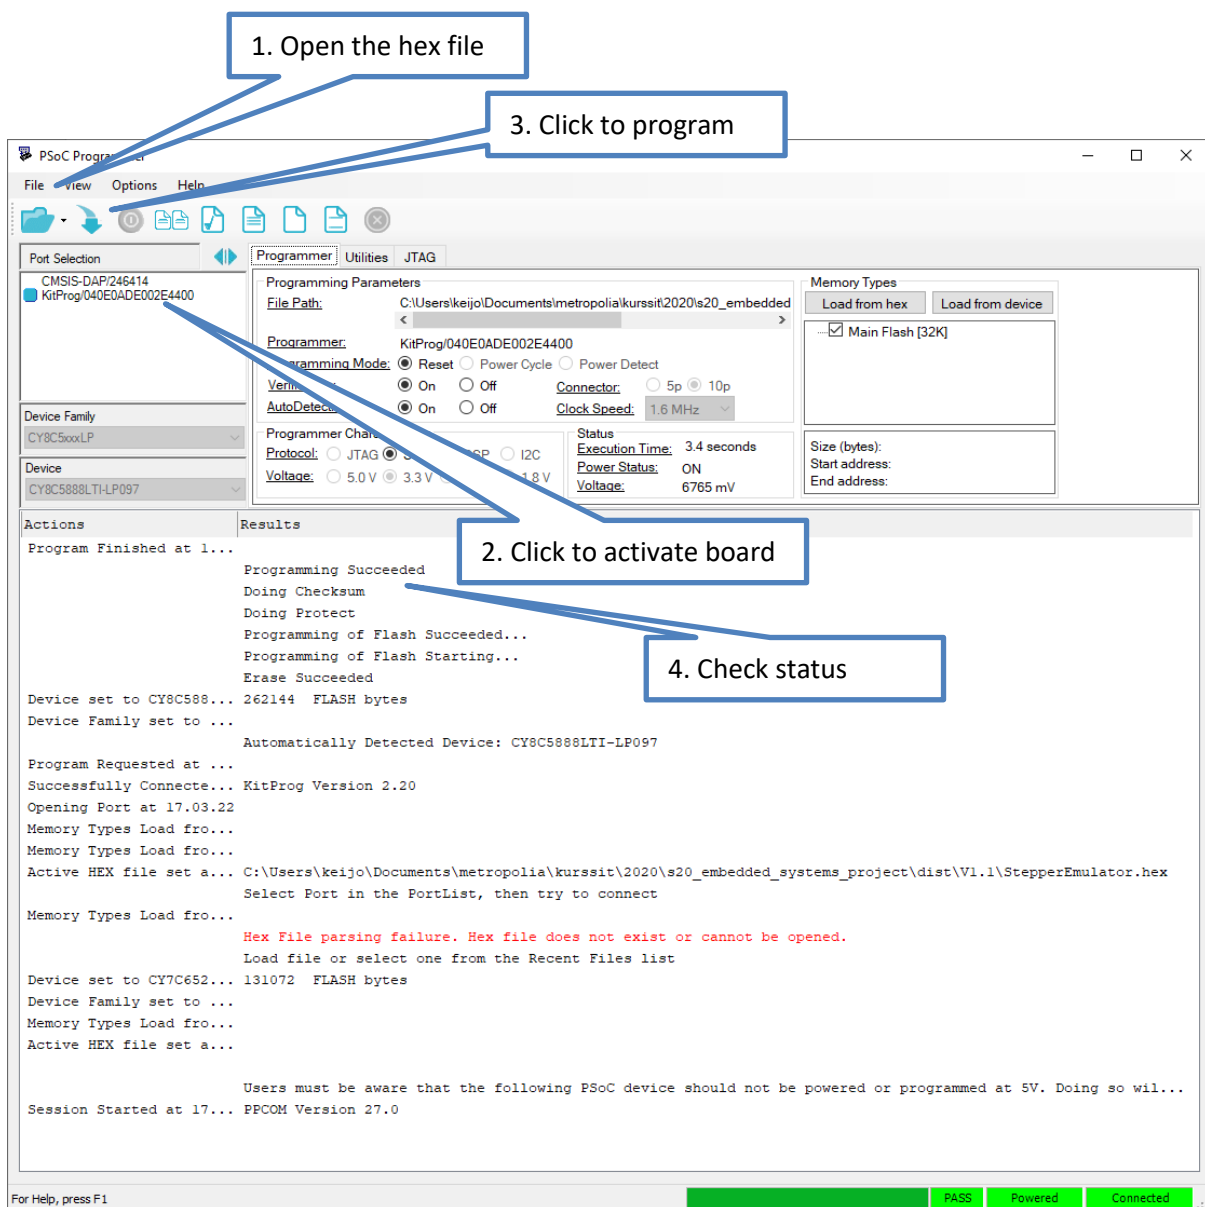 1. Open the hex file
3. Click to program
PSoC Programmer
File View Options Help
Port Selection
CMSIS-DAP/246414
KitProg/040E0ADE002E4400
Device Family
CY8C5xxxLP
Device
CY8C5888LTI-LP097
Programmer Utilities JTAG
Programming Parameters
File Path: C:\Users\keijo\Documents\metropolia\kurssit\2020\s20_embedded
Programmer: KitProg/040E0ADE002E4400
Programming Mode: Reset Power Cycle Power Detect
On Off Connector: 5p 10p
On Off Clock Speed: 1.6 MHz
Programmer
Protocol: JTAG I2C
Voltage: 5.0 V 3.3 V 1.8 V
Status
Execution Time: 3.4 seconds
Power Status: ON
Voltage: 6765 mV
Memory Types
Load from hex Load from device
Main Flash [32K]
Size (bytes):
Start address:
End address:
2. Click to activate board
4. Check status
Actions Results
Program Finished at 1...
Programming Succeeded
Doing Checksum
Doing Protect
Programming of Flash Succeeded...
Programming of Flash Starting...
Erase Succeeded
Device set to CY8C588... 262144 FLASH bytes
Device Family set to ...
Automatically Detected Device: CY8C5888LTI-LP097
Program Requested at ...
Successfully Connecte... KitProg Version 2.20
Opening Port at 17.03.22
Memory Types Load fro...
Memory Types Load fro...
Active HEX file set a... C:\Users\keijo\Documents\metropolia\kurssit\2020\s20_embedded_systems_project\dist\V1.1\StepperEmulator.hex
Select Port in the PortList, then try to connect
Memory Types Load fro...
Hex File parsing failure. Hex file does not exist or cannot be opened.
Load file or select one from the Recent Files list
Device set to CY7C652... 131072 FLASH bytes
Device Family set to ...
Memory Types Load fro...
Active HEX file set a...
Users must be aware that the following PSoC device should not be powered or programmed at 5V. Doing so wil...
Session Started at 17... PPCOM Version 27.0
For Help, press F1
PASS Powered Connected